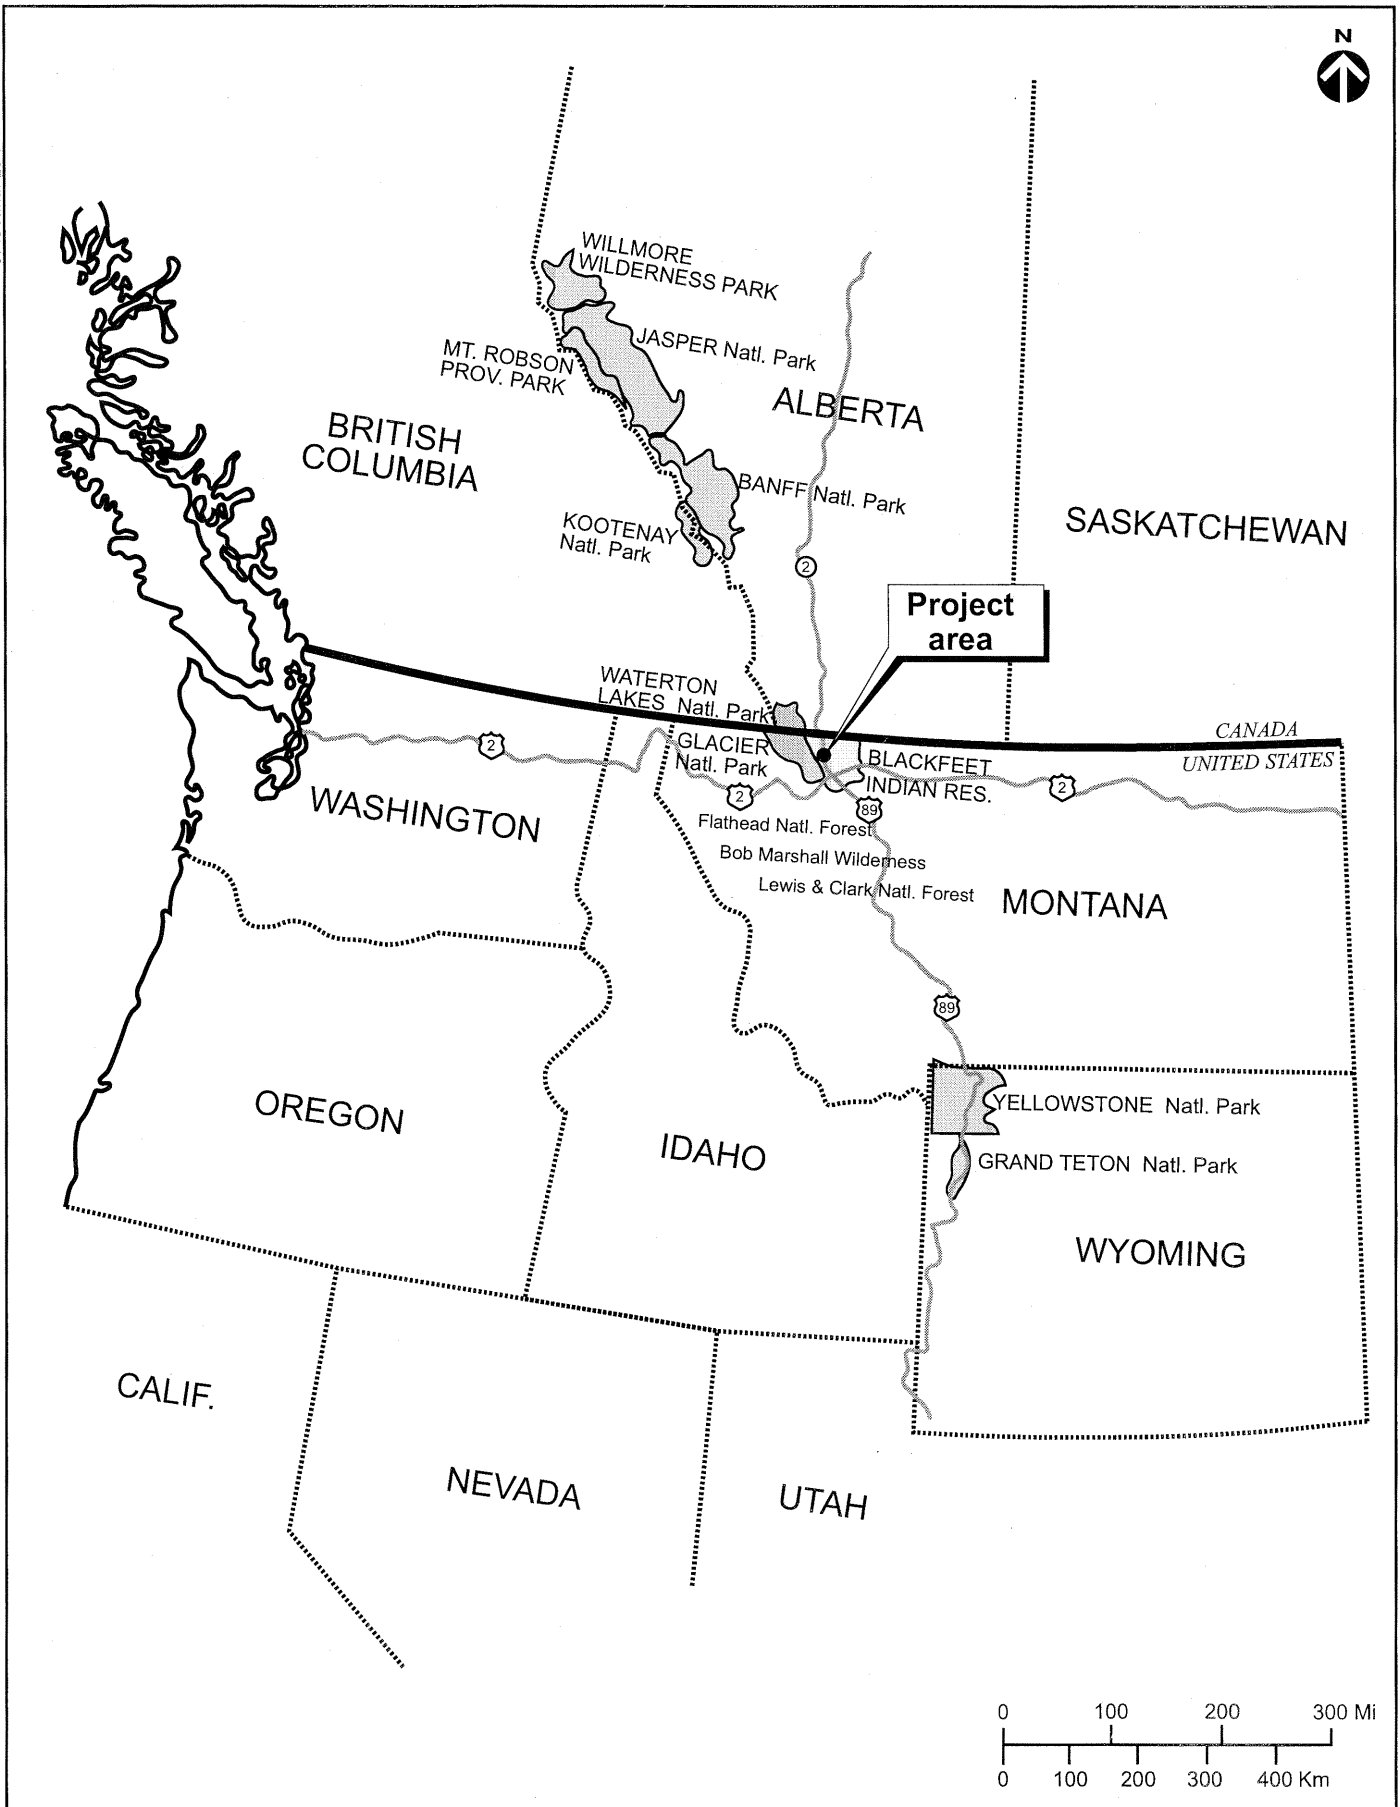 N
WILLMORE
WILDERNESS PARK
JASPER Natl. Park
MT. ROBSON
PROV. PARK
ALBERTA
BRITISH
COLUMBIA
BANFF Natl. Park
KOOTENAY
Natl. Park
SASKATCHEWAN
2
Project
area
WATERTON
LAKES Natl. Park
CANADA
UNITED STATES
GLACIER
Natl. Park
BLACKFEET
INDIAN RES.
2
2
2
89
WASHINGTON
Flathead Natl. Forest
Bob Marshall Wilderness
Lewis & Clark Natl. Forest
MONTANA
89
OREGON
IDAHO
YELLOWSTONE Natl. Park
GRAND TETON Natl. Park
WYOMING
CALIF.
NEVADA
UTAH
0 100 200 300 Mi
0 100 200 300 400 Km